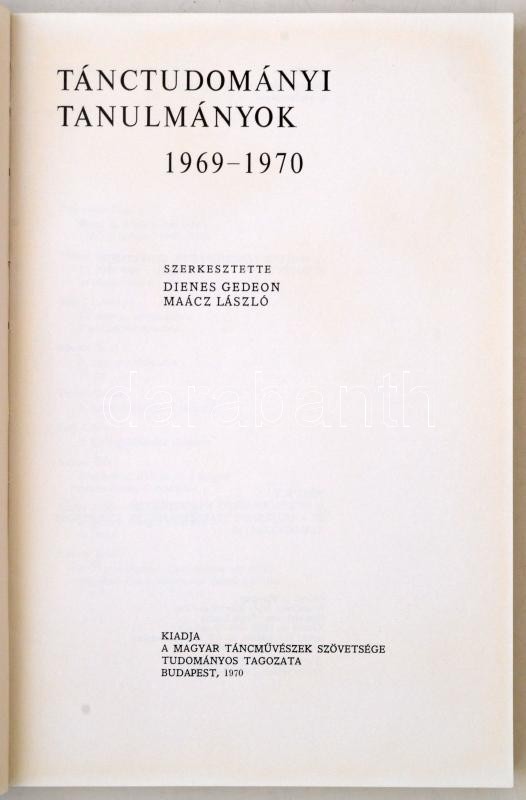 TÁNCTUDOMÁNYI
TANULMÁNYOK
1969–1970
SZERKESZTETTE
DIENES GEDEON
MAÁCZ LÁSZLÓ
darabanth
KIADJA
A MAGYAR TÁNCMŰVÉSZEK SZÖVETSÉGE
TUDOMÁNYOS TAGOZATA
BUDAPEST, 1970